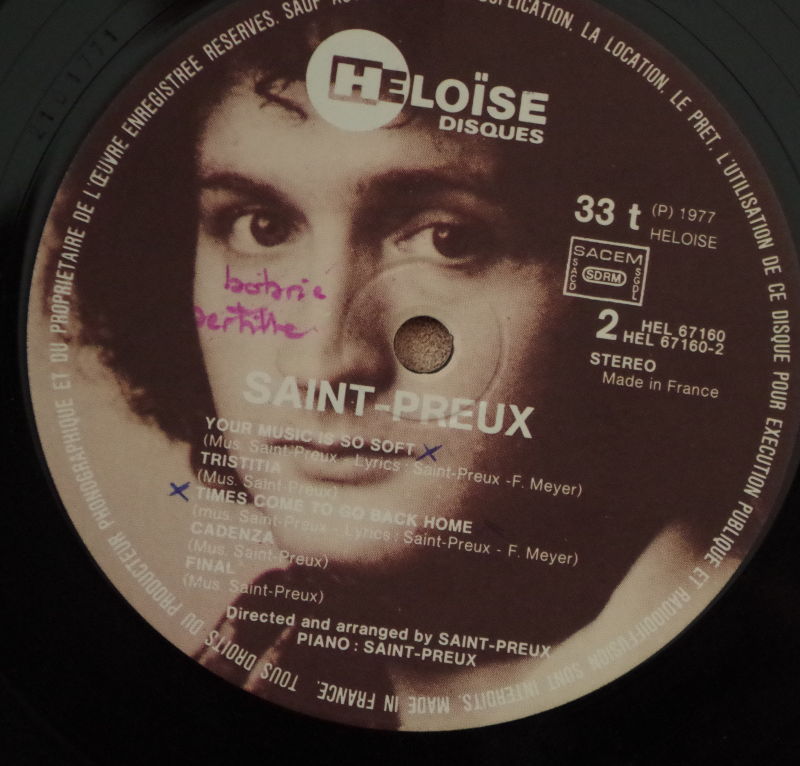 HELOÏSE
DISQUES
33 t
(P) 1977
HELOISE
SACEM
SACD
SDRM
SGDL
2
HEL 67160
HEL 67160-2
STEREO
Made in France
SAINT-PREUX
YOUR MUSIC IS SO SOFT
(Mus. Saint-Preux - Lyrics : Saint-Preux -F. Meyer)
TRISTITIA
(Mus. Saint-Preux)
TIMES COME TO GO BACK HOME
(mus. Saint-Preux - Lyrics : Saint-Preux - F. Meyer)
CADENZA
(Mus. Saint-Preux)
FINAL
(Mus. Saint-Preux)
Directed and arranged by SAINT-PREUX
PIANO : SAINT-PREUX
TOUS DROITS DU PRODUCTEUR PHONOGRAPHIQUE ET DU PROPRIETAIRE DE L'ŒUVRE ENREGISTREE RESERVES. SAUF DUPLICATION. LA LOCATION. LE PRET. L'UTILISATION DE CE DISQUE POUR EXECUTION PUBLIQUE ET RADIODIFFUSION SONT INTERDITS. MADE IN FRANCE.